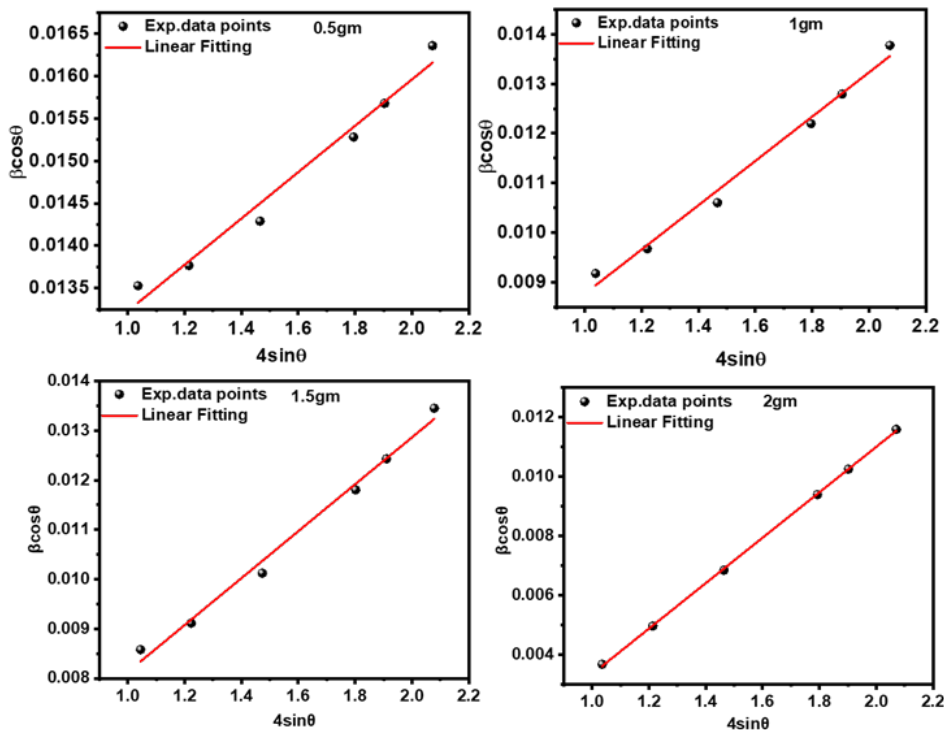 Exp.data points 0.5gm
Linear Fitting
0.0165
0.0160
0.0155
0.0150
0.0145
0.0140
0.0135
βcosθ
1.0 1.2 1.4 1.6 1.8 2.0 2.2
4sinθ
Exp.data points 1gm
Linear Fitting
0.014
0.013
0.012
0.011
0.010
0.009
βcosθ
1.0 1.2 1.4 1.6 1.8 2.0 2.2
4sinθ
Exp.data points 1.5gm
Linear Fitting
0.014
0.013
0.012
0.011
0.010
0.009
0.008
βcosθ
1.0 1.2 1.4 1.6 1.8 2.0 2.2
4sinθ
Exp.data points 2gm
Linear Fitting
0.012
0.010
0.008
0.006
0.004
βcosθ
1.0 1.2 1.4 1.6 1.8 2.0 2.2
4sinθ